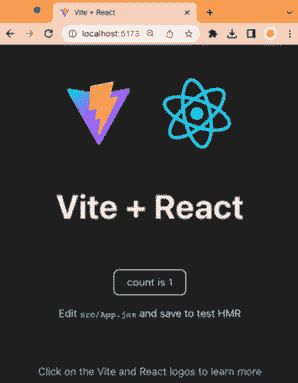 Vite + React
localhost:5173
Vite + React
count is 1
Edit src/App.jsx and save to test HMR
Click on the Vite and React logos to learn more